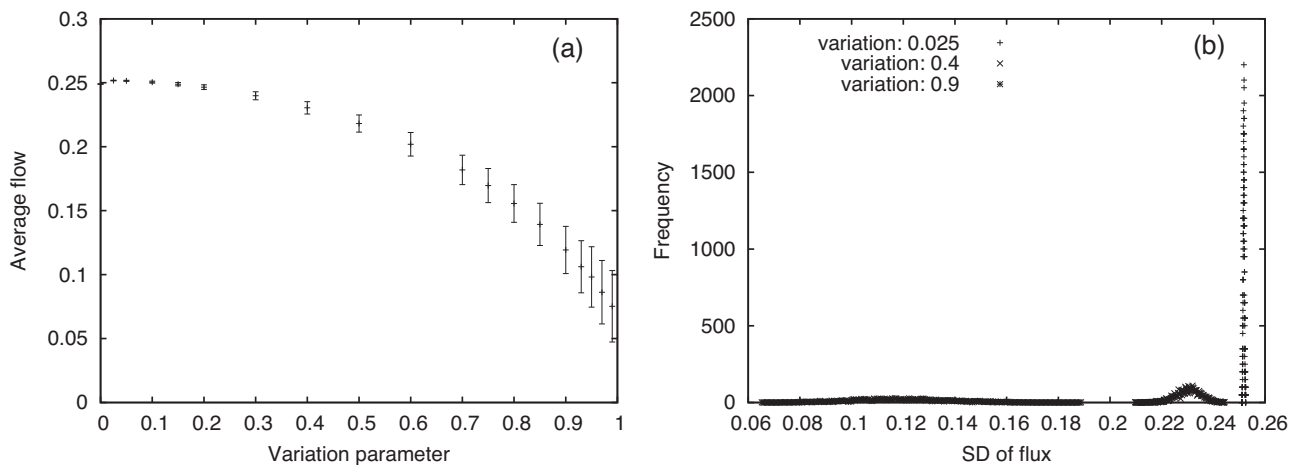 (a)
Average flow
0.3
0.25
0.2
0.15
0.1
0.05
0
0 0.1 0.2 0.3 0.4 0.5 0.6 0.7 0.8 0.9 1
Variation parameter
(b)
variation: 0.025
variation: 0.4
variation: 0.9
Frequency
2500
2000
1500
1000
500
0
0.06 0.08 0.1 0.12 0.14 0.16 0.18 0.2 0.22 0.24 0.26
SD of flux